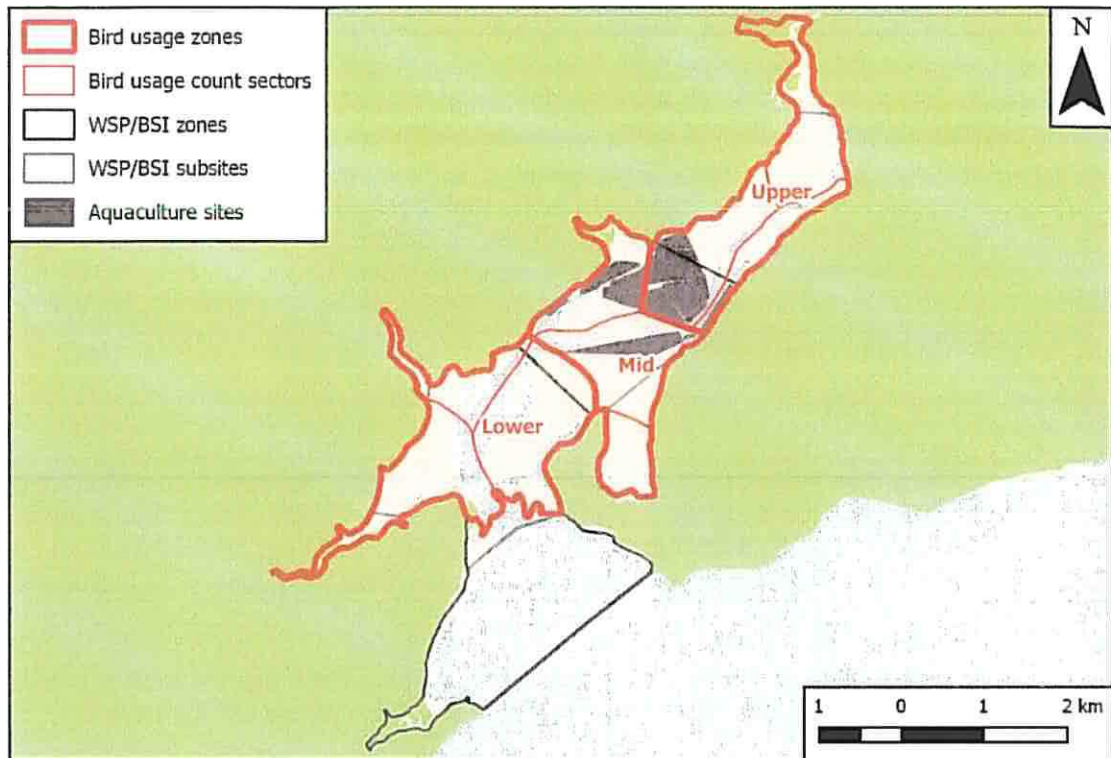 Bird usage zones
Bird usage count sectors
WSP/BSI zones
WSP/BSI subsites
Aquaculture sites
N
Upper
Mid
Lower
1 0 1 2 km